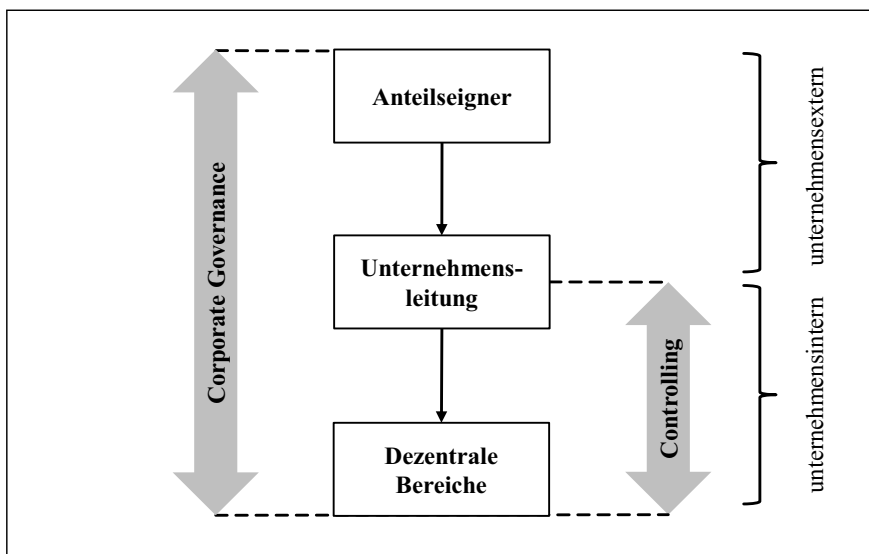 Anteilseigner
unternehmensextern
Corporate Governance
Unternehmens-
leitung
Controlling
unternehmensintern
Dezentrale
Bereiche